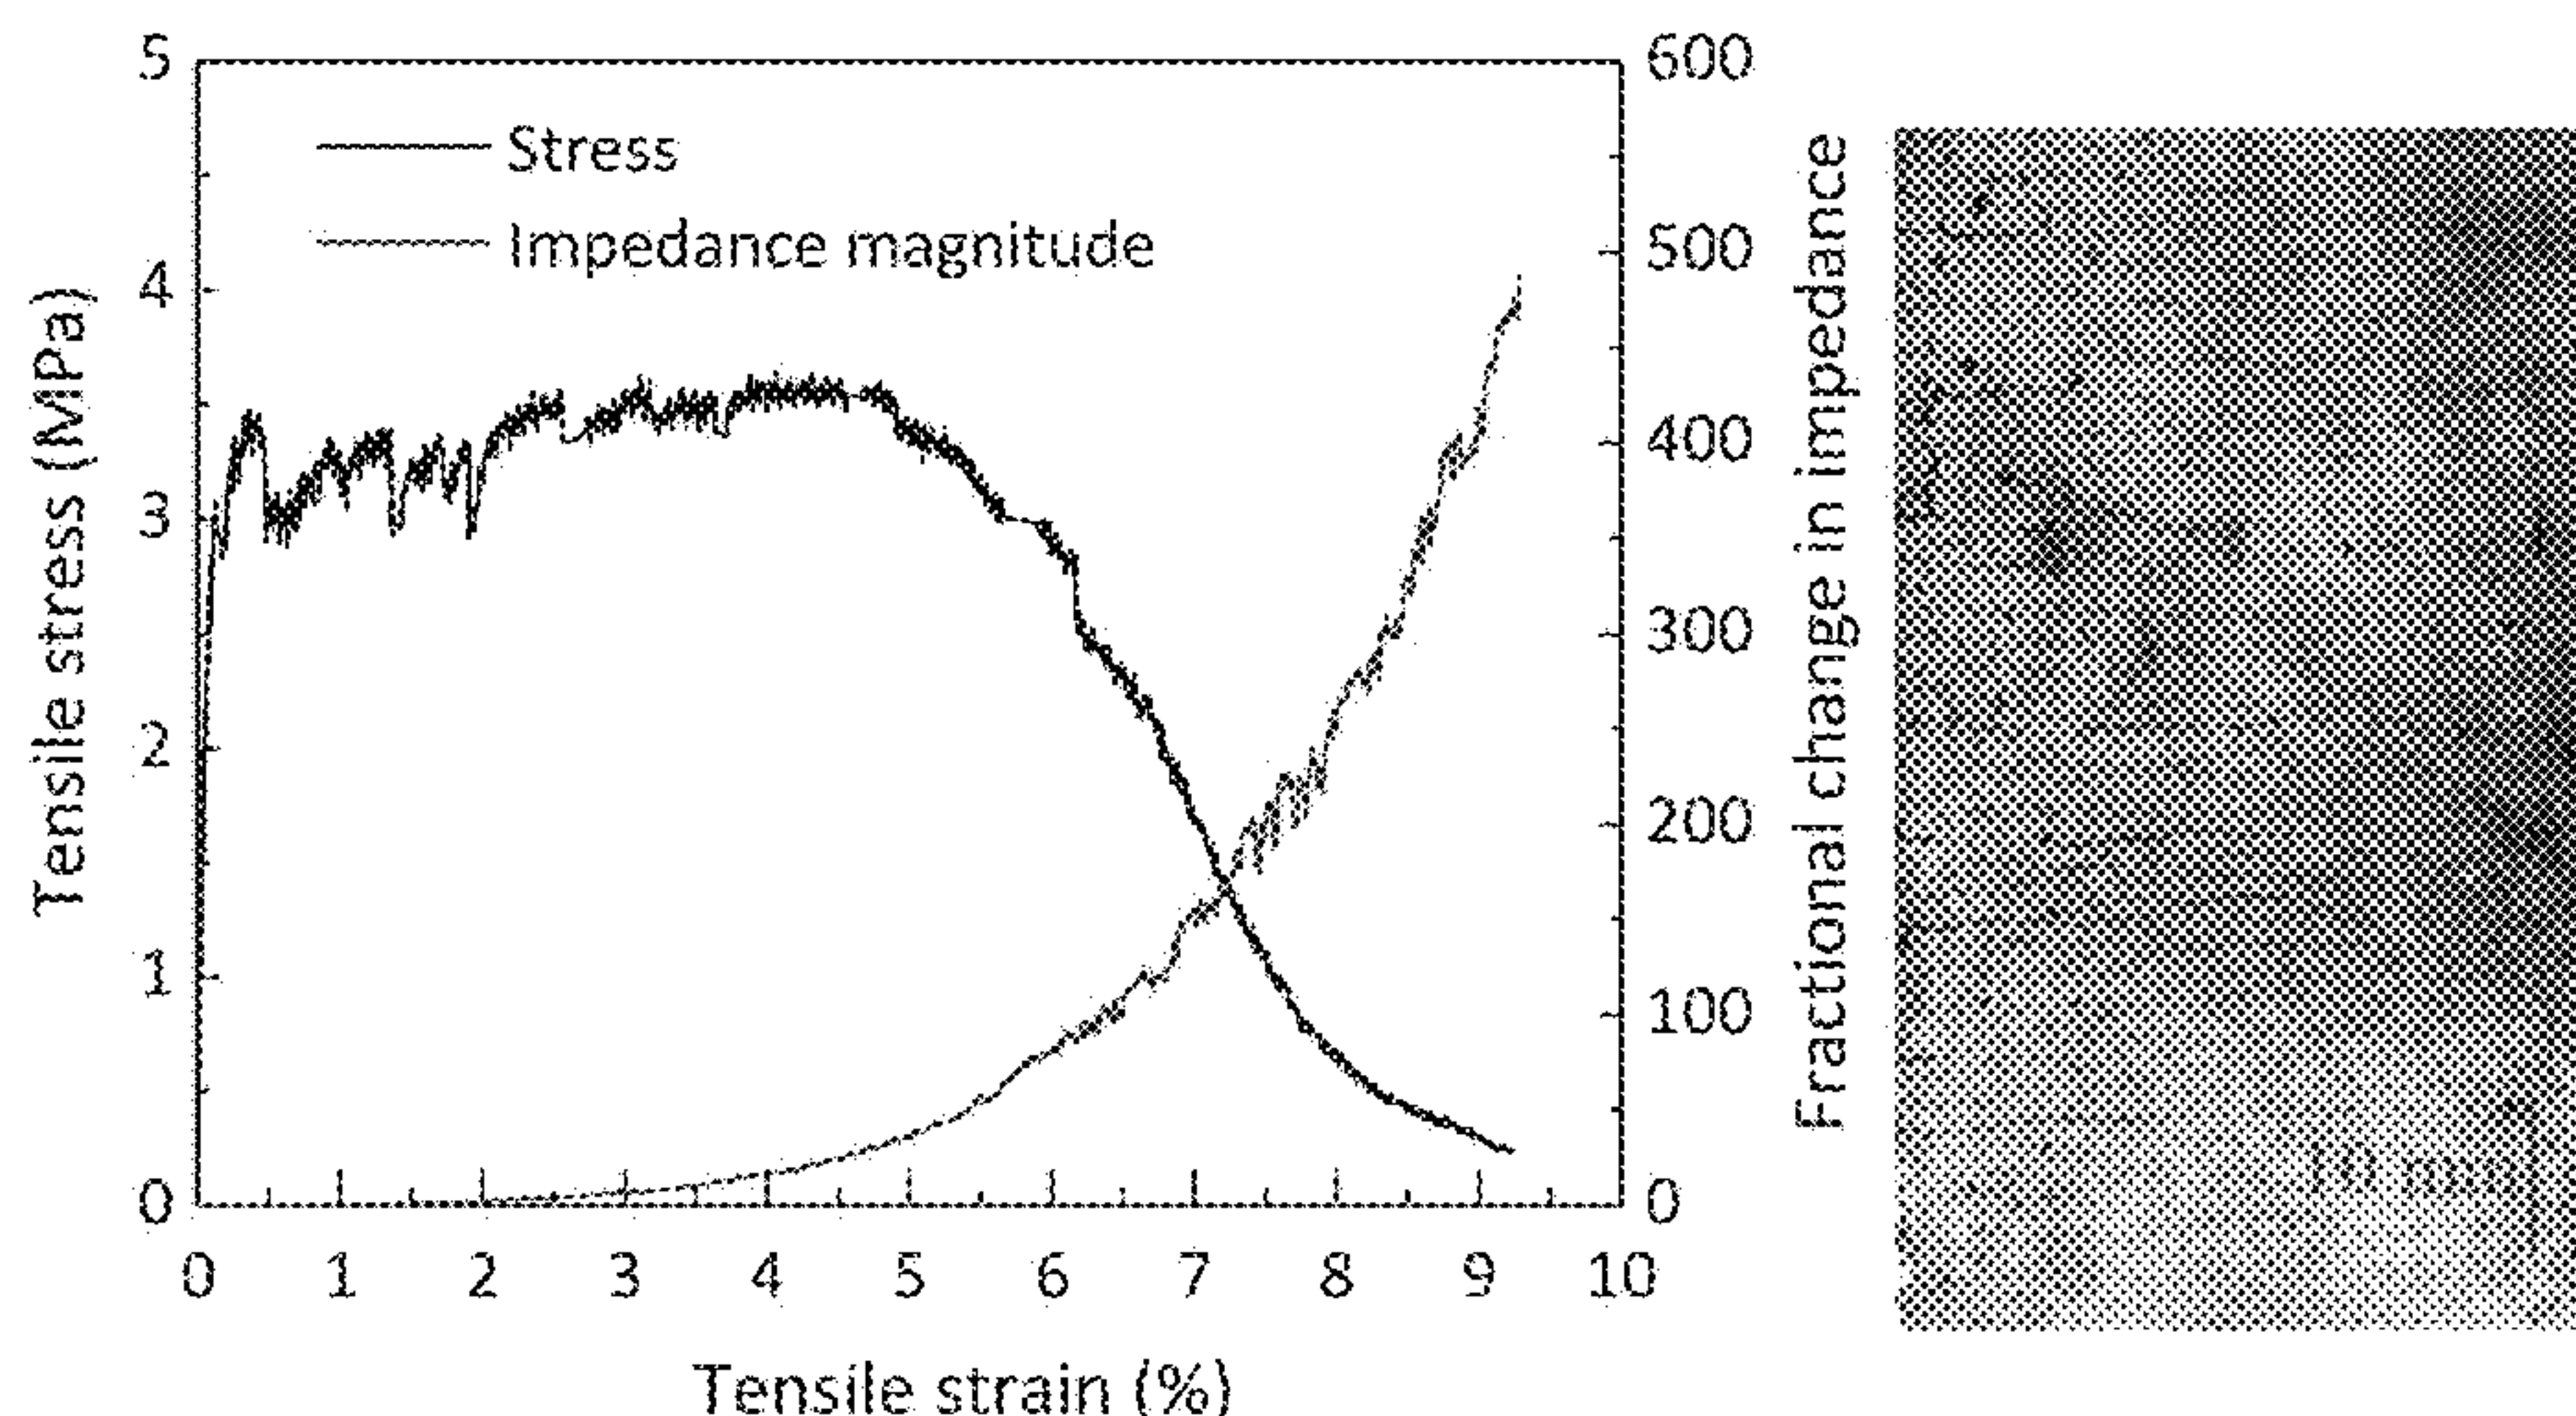 5
4
3
2
1
0
Tensile stress (MPa)
Stress
Impedance magnitude
600
500
400
300
200
100
0
Fractional change in impedance
0 1 2 3 4 5 6 7 8 9 10
Tensile strain (%)